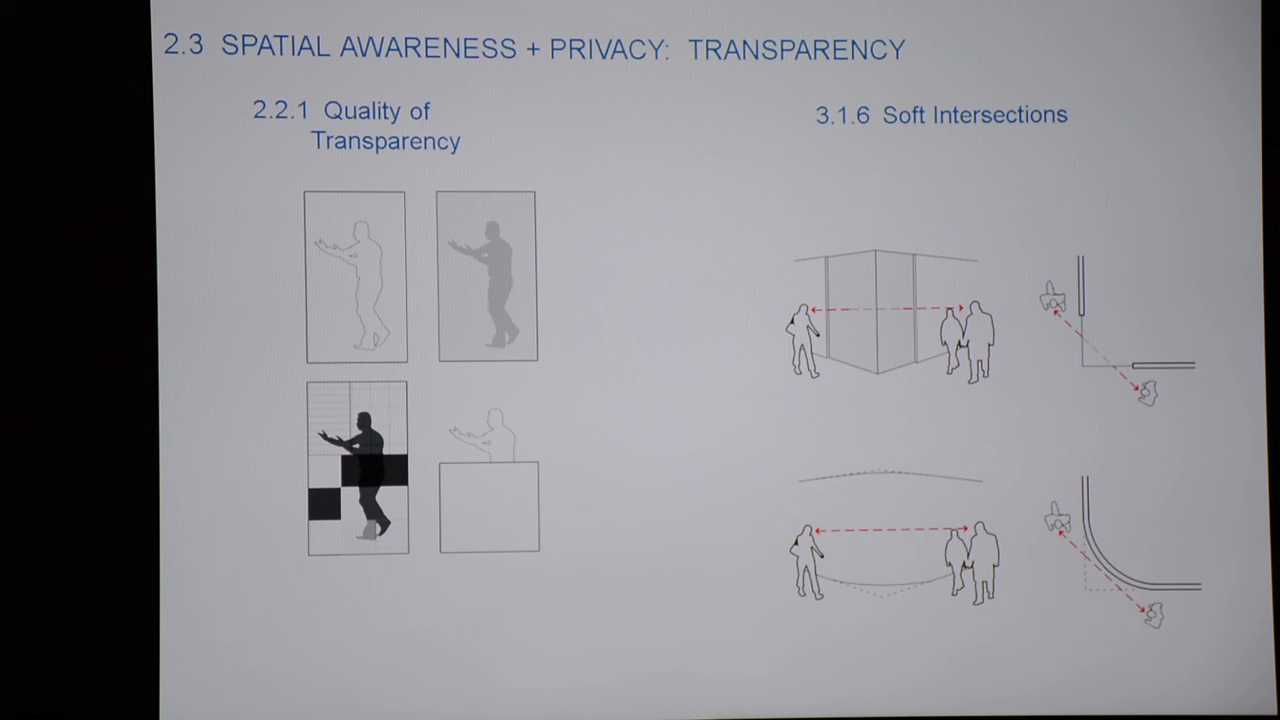 2.3 SPATIAL AWARENESS + PRIVACY: TRANSPARENCY
2.2.1 Quality of
Transparency
3.1.6 Soft Intersections